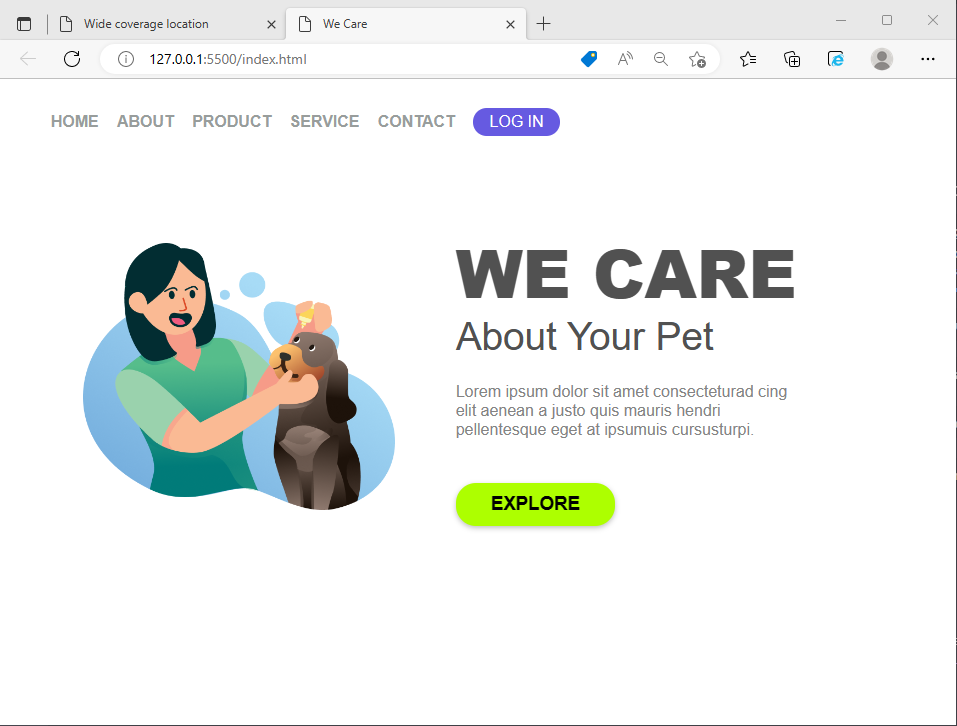 Wide coverage location
We Care
127.0.0.1:5500/index.html
HOME ABOUT PRODUCT SERVICE CONTACT LOG IN
WE CARE
About Your Pet
Lorem ipsum dolor sit amet consecteturad cing
elit aenean a justo quis mauris hendri
pellentesque eget at ipsumuis cursusturpi.
EXPLORE